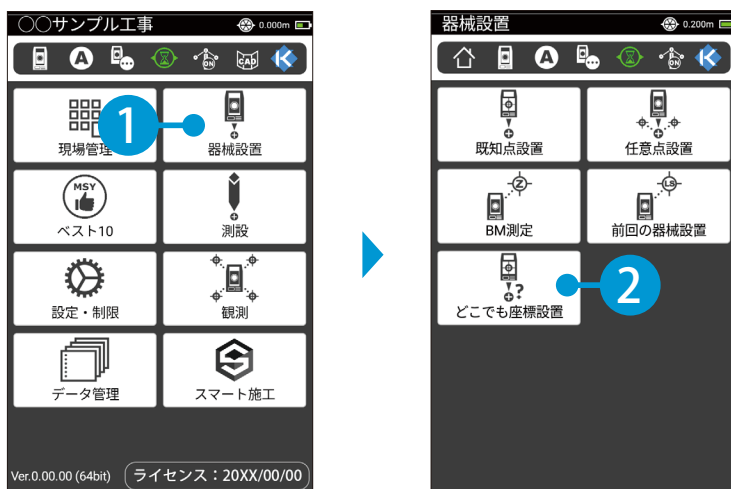 ○○サンプル工事
0.000m
A
ON
CAD
K
1
現場管理
器械設置
MSY
ベスト10
測設
設定・制限
観測
データ管理
スマート施工
Ver.0.00.00 (64bit)
ライセンス：20XX/00/00
器械設置
0.200m
A
ON
K
既知点設置
任意点設置
Z
LS
BM測定
前回の器械設置
?
2
どこでも座標設置